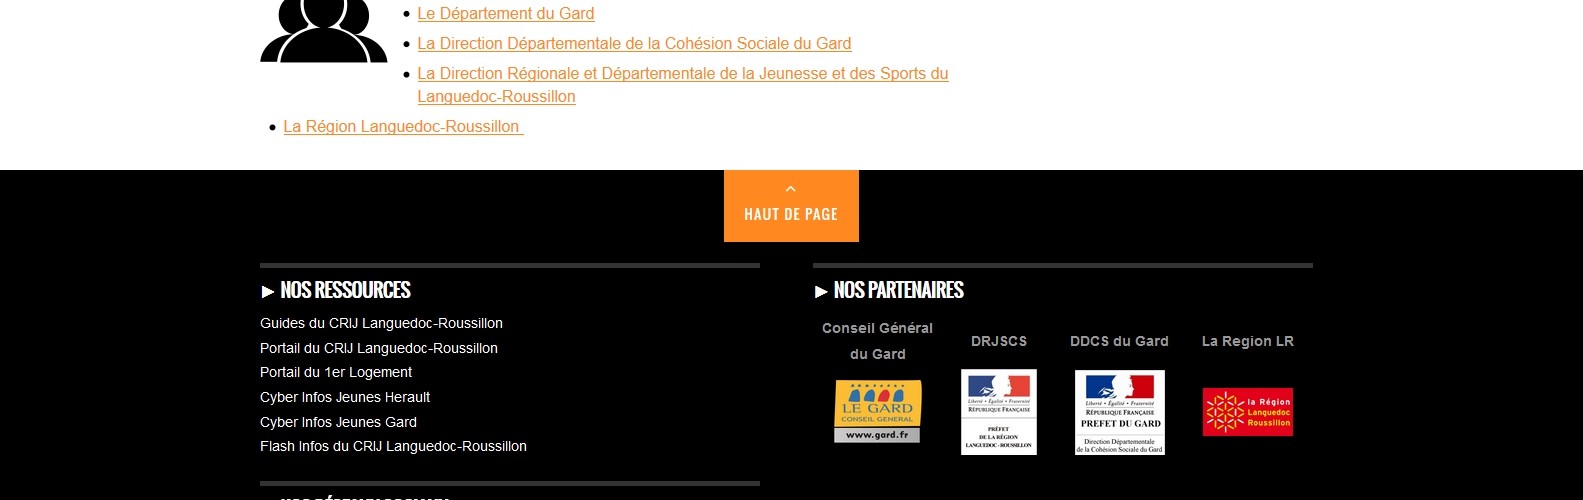 Le Département du Gard
La Direction Départementale de la Cohésion Sociale du Gard
La Direction Régionale et Départementale de la Jeunesse et des Sports du
Languedoc-Roussillon
La Région Languedoc-Roussillon
HAUT DE PAGE
► NOS RESSOURCES
Guides du CRIJ Languedoc-Roussillon
Portail du CRIJ Languedoc-Roussillon
Portail du 1er Logement
Cyber Infos Jeunes Herault
Cyber Infos Jeunes Gard
Flash Infos du CRIJ Languedoc-Roussillon
► NOS PARTENAIRES
Conseil Général
du Gard
LE GARD
CONSEIL GENERAL
www.gard.fr
DRJSCS
Liberté • Égalité • Fraternité
RÉPUBLIQUE FRANÇAISE
PRÉFET
DE LA RÉGION
LANGUEDOC-ROUSSILLON
DDCS du Gard
Liberté • Égalité • Fraternité
RÉPUBLIQUE FRANÇAISE
PREFET DU GARD
Direction Départementale
de la Cohésion Sociale du Gard
La Region LR
la Région
Languedoc
Roussillon